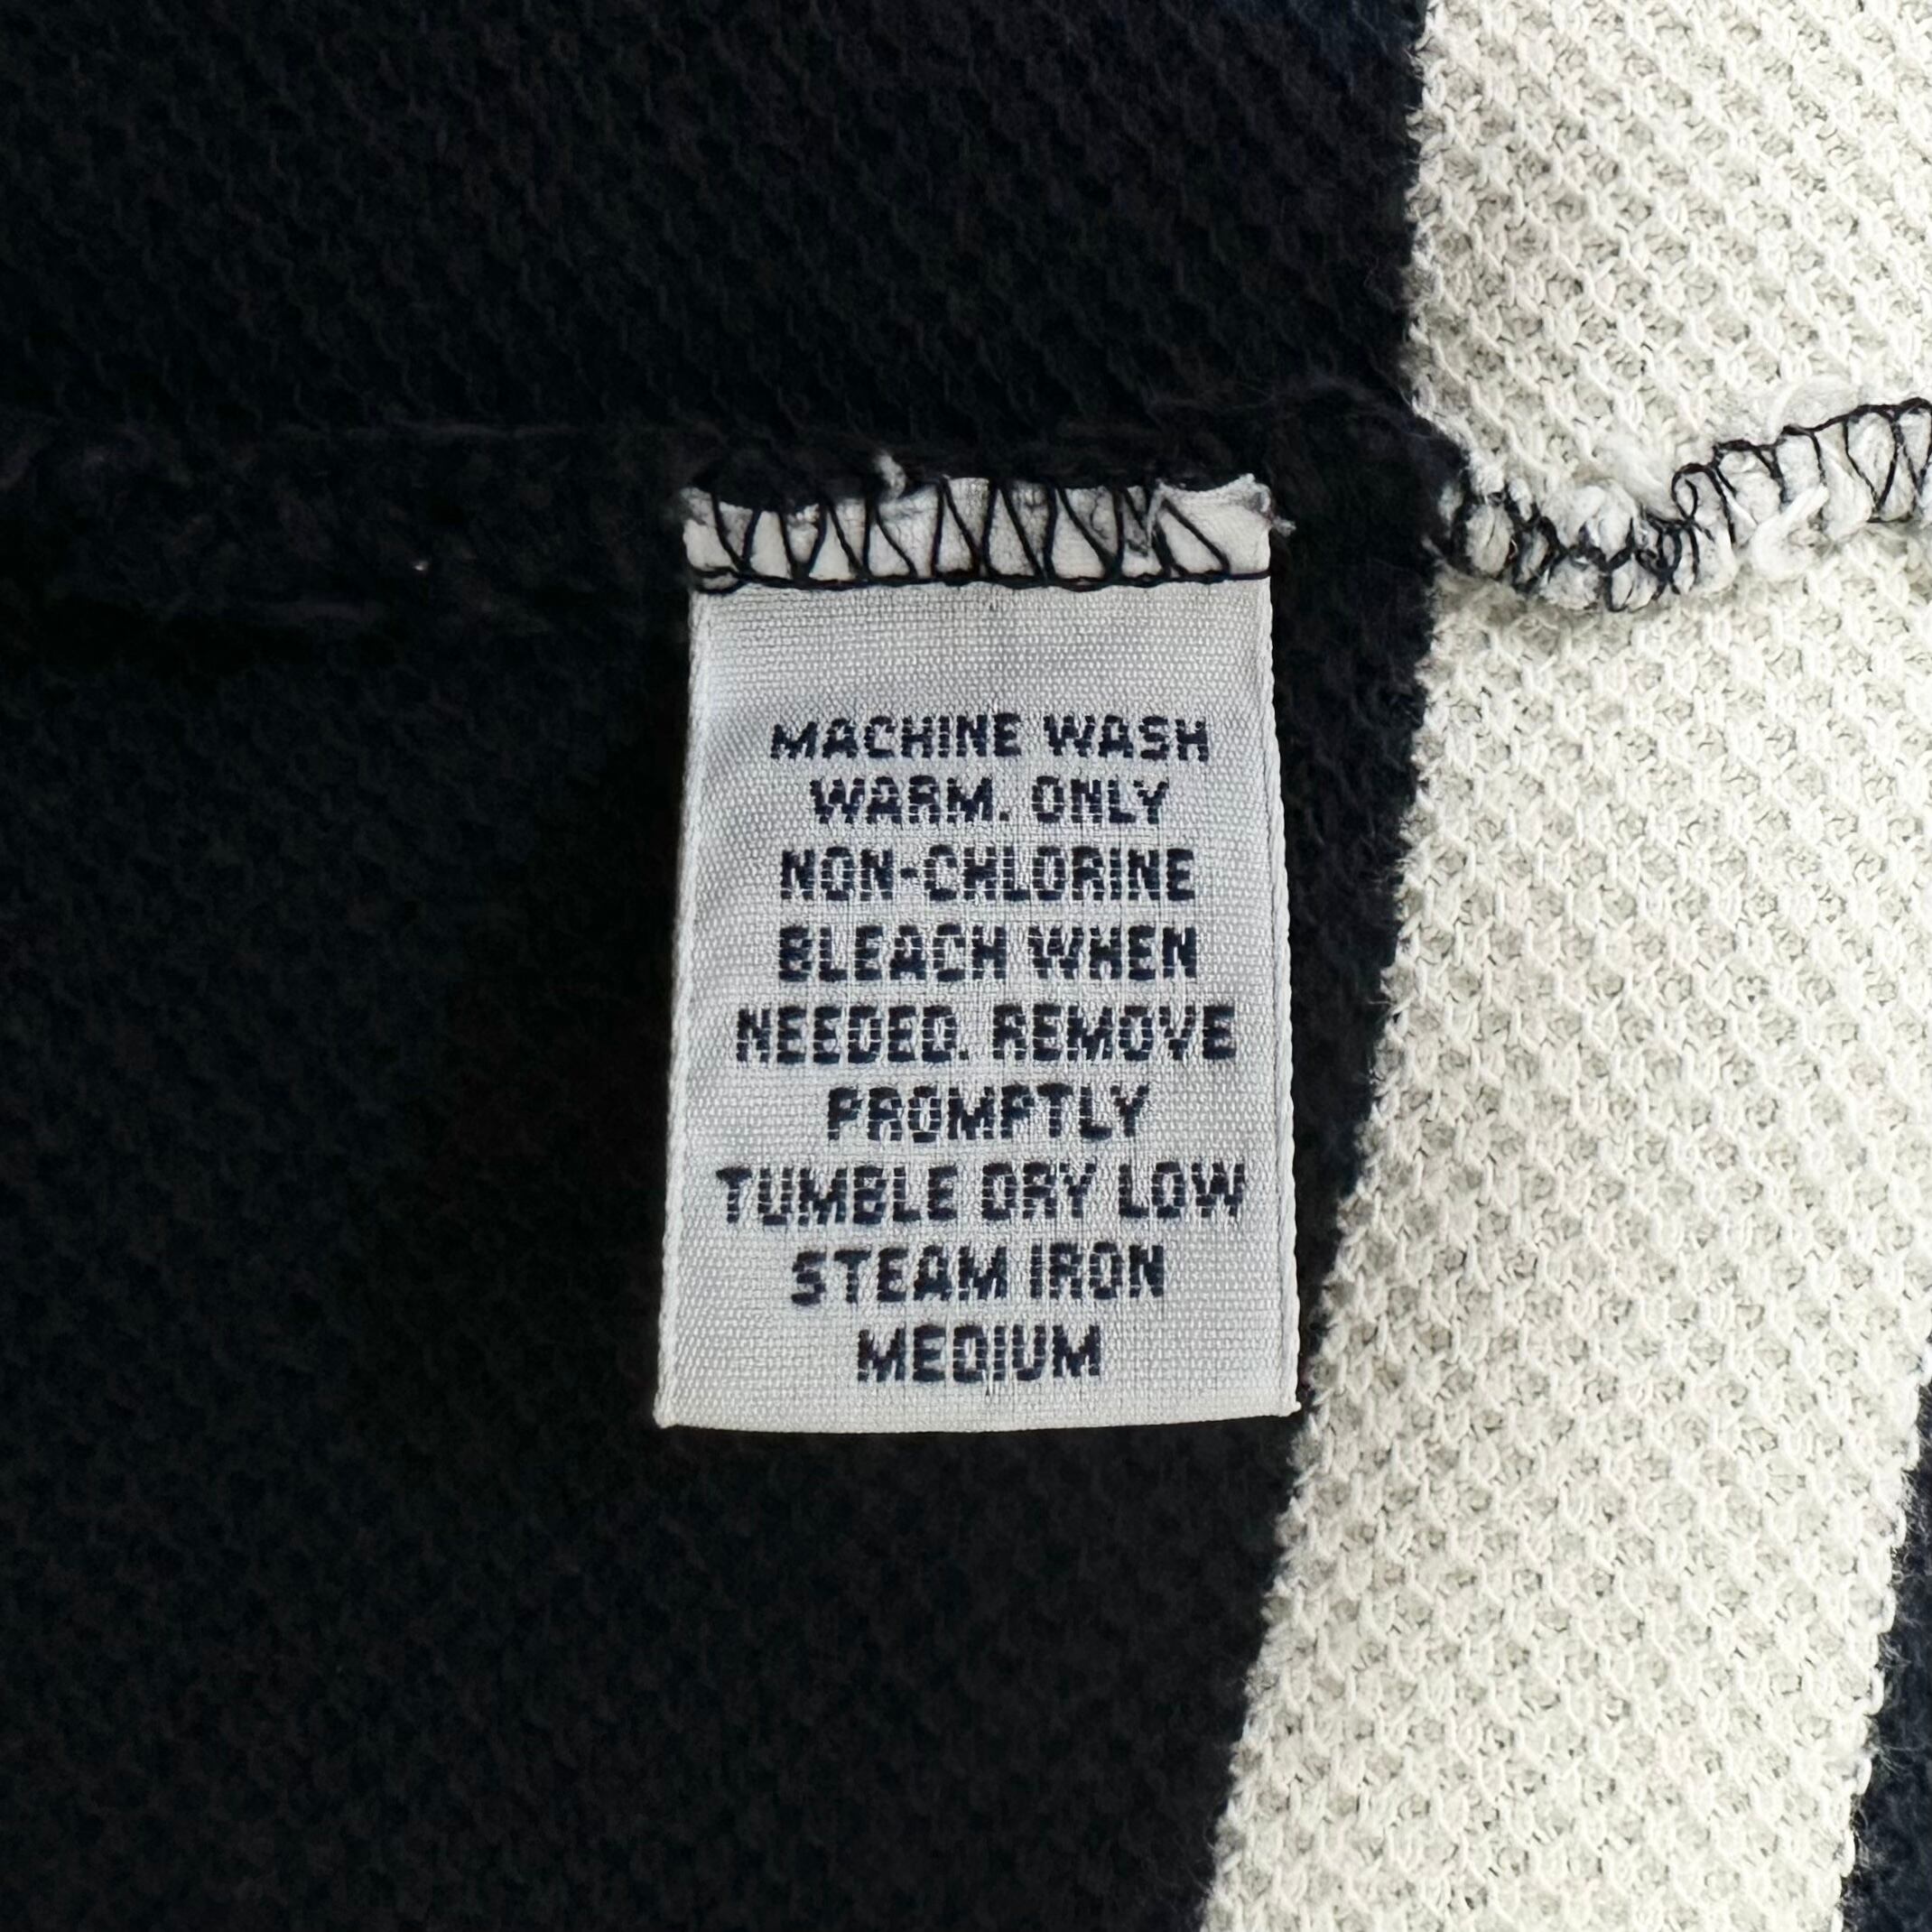 MACHINE WASH
WARM. ONLY
NON-CHLORINE
BLEACH WHEN
NEEDED. REMOVE
PROMPTLY
TUMBLE DRY LOW
STEAM IRON
MEDIUM